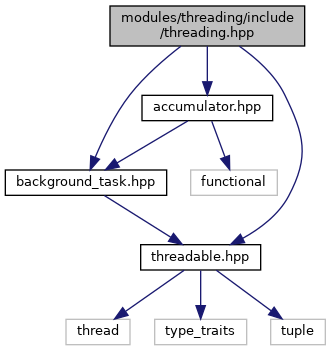 modules/threading/include
/threading.hpp
accumulator.hpp
background_task.hpp
functional
threadable.hpp
thread
type_traits
tuple